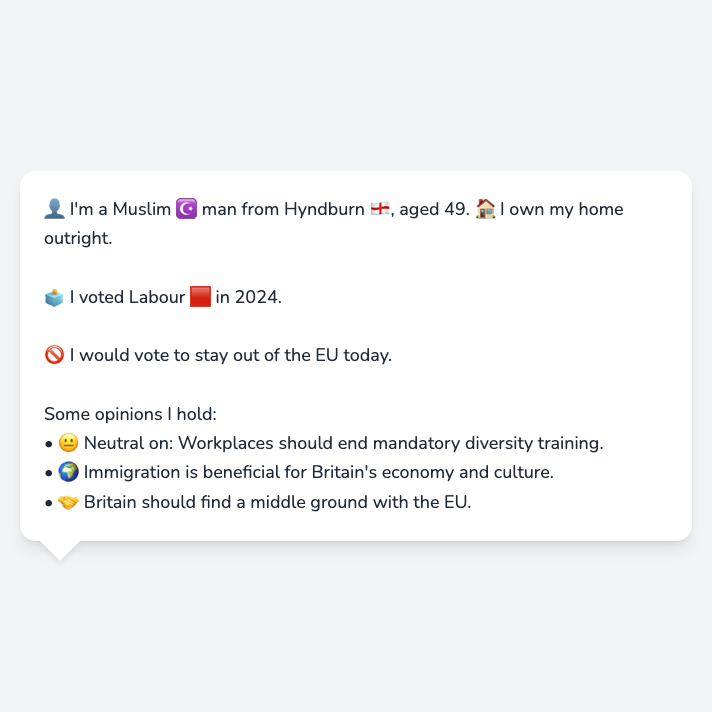 👤 I'm a Muslim ☪️ man from Hyndburn 🏴󠁧󠁢󠁥󠁮󠁧󠁿, aged 49. 🏠 I own my home
outright.
🗳️ I voted Labour 🟥 in 2024.
🚫 I would vote to stay out of the EU today.
Some opinions I hold:
• 😐 Neutral on: Workplaces should end mandatory diversity training.
• 🌍 Immigration is beneficial for Britain's economy and culture.
• 🤝 Britain should find a middle ground with the EU.